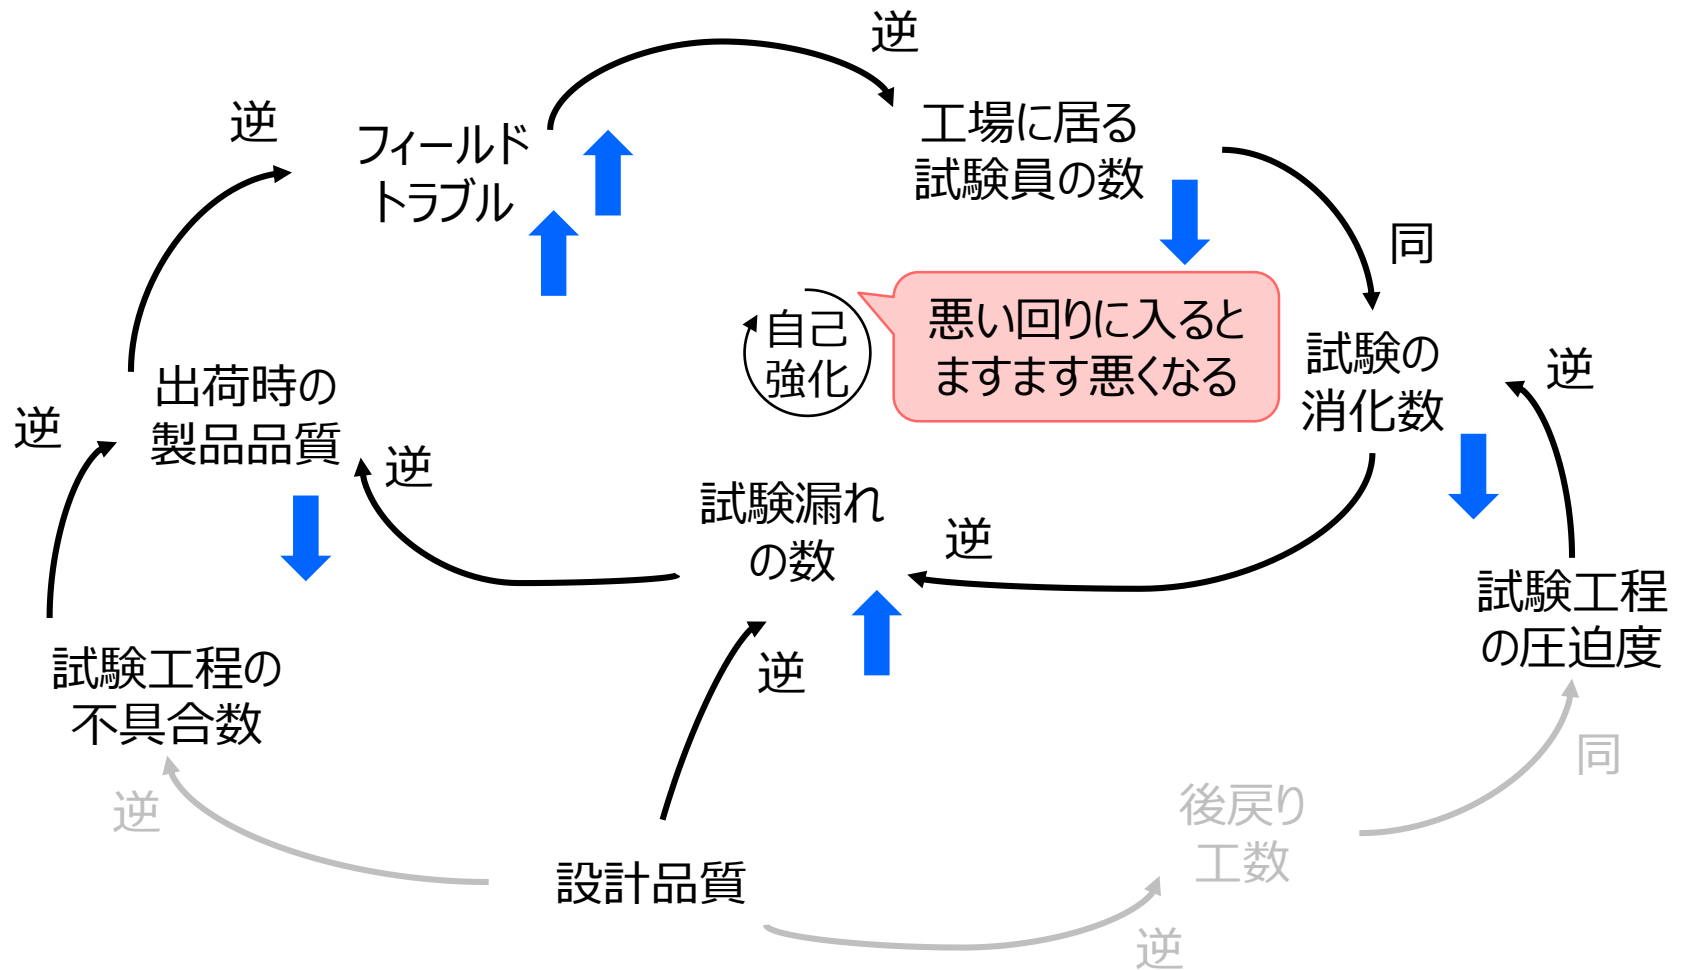 逆
逆
フィールド
トラブル
工場に居る
試験員の数
同
自己
強化
悪い回りに入ると
ますます悪くなる
試験の
消化数
逆
出荷時の
製品品質
逆
逆
試験漏れ
の数
逆
試験工程
の圧迫度
試験工程の
不具合数
逆
同
逆
後戻り
工数
設計品質
逆